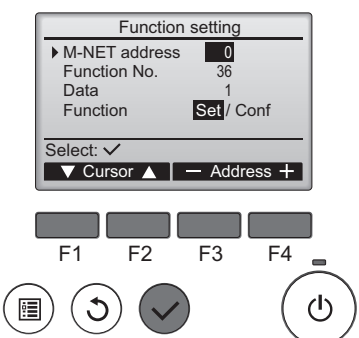 Function setting
M-NET address 0
Function No. 36
Data 1
Function Set / Conf
Select: ✓
▼ Cursor ▲ − Address +
F1 F2 F3 F4